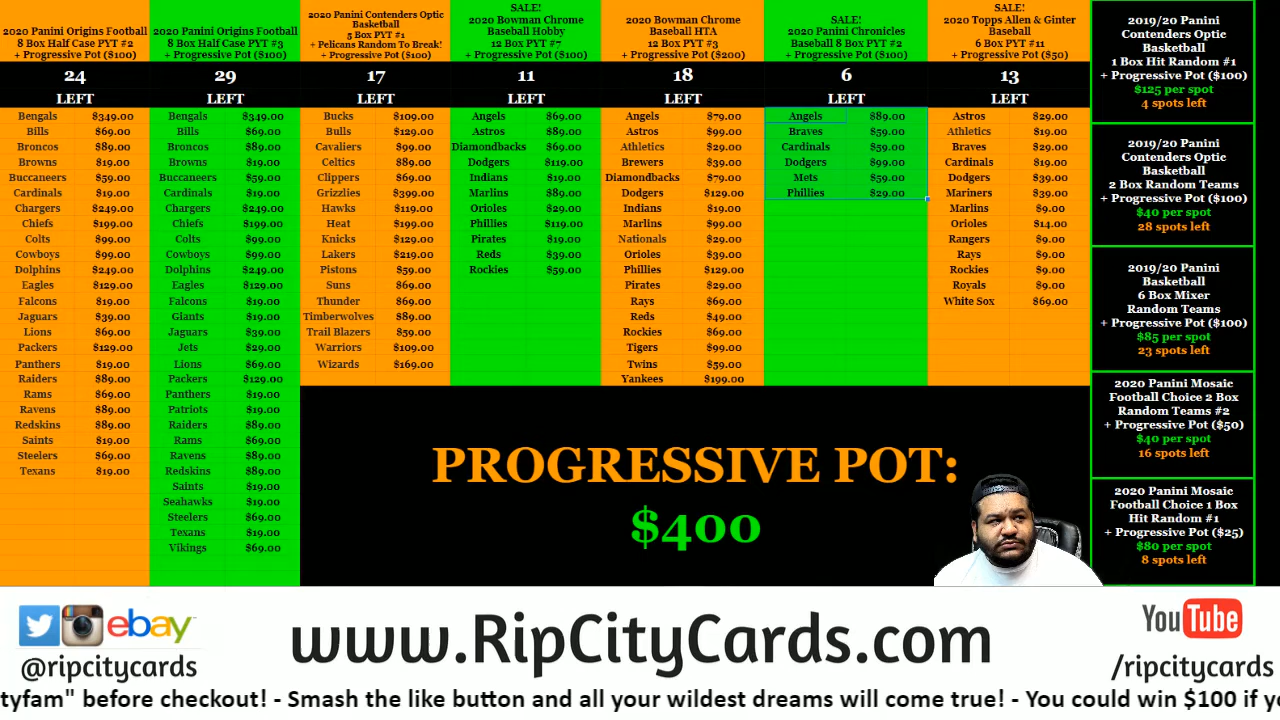 2020 Panini Origins Football
8 Box Half Case PYT #2
+ Progressive Pot ($100)
24
LEFT
Bengals $349.00
Bills $69.00
Broncos $89.00
Browns $19.00
Buccaneers $59.00
Cardinals $19.00
Chargers $249.00
Chiefs $199.00
Colts $99.00
Cowboys $99.00
Dolphins $249.00
Eagles $129.00
Falcons $19.00
Jaguars $39.00
Lions $69.00
Packers $129.00
Panthers $19.00
Raiders $89.00
Rams $69.00
Ravens $89.00
Redskins $89.00
Saints $19.00
Steelers $69.00
Texans $19.00
2020 Panini Origins Football
8 Box Half Case PYT #3
+ Progressive Pot ($100)
29
LEFT
Bengals $349.00
Bills $69.00
Broncos $89.00
Browns $19.00
Buccaneers $59.00
Cardinals $19.00
Chargers $249.00
Chiefs $199.00
Colts $99.00
Cowboys $99.00
Dolphins $249.00
Eagles $129.00
Falcons $19.00
Giants $19.00
Jaguars $39.00
Jets $29.00
Lions $69.00
Packers $129.00
Panthers $19.00
Patriots $19.00
Raiders $89.00
Rams $69.00
Ravens $89.00
Redskins $89.00
Saints $19.00
Seahawks $19.00
Steelers $69.00
Texans $19.00
Vikings $69.00
2020 Panini Contenders Optic
Basketball
5 Box PYT #1
+ Pelicans Random To Break!
+ Progressive Pot ($100)
17
LEFT
Bucks $109.00
Bulls $129.00
Cavaliers $99.00
Celtics $89.00
Clippers $69.00
Grizzlies $399.00
Hawks $119.00
Heat $199.00
Knicks $129.00
Lakers $219.00
Pistons $59.00
Suns $69.00
Thunder $69.00
Timberwolves $89.00
Trail Blazers $59.00
Warriors $109.00
Wizards $169.00
SALE!
2020 Bowman Chrome
Baseball Hobby
12 Box PYT #7
+ Progressive Pot ($100)
11
LEFT
Angels $69.00
Astros $89.00
Diamondbacks $69.00
Dodgers $119.00
Indians $19.00
Marlins $89.00
Orioles $29.00
Phillies $119.00
Pirates $19.00
Reds $39.00
Rockies $59.00
2020 Bowman Chrome
Baseball HTA
12 Box PYT #3
+ Progressive Pot ($200)
18
LEFT
Angels $79.00
Astros $99.00
Athletics $29.00
Brewers $39.00
Diamondbacks $79.00
Dodgers $129.00
Indians $19.00
Marlins $99.00
Nationals $29.00
Orioles $39.00
Phillies $129.00
Pirates $29.00
Rays $69.00
Reds $49.00
Rockies $69.00
Tigers $99.00
Twins $59.00
Yankees $199.00
SALE!
2020 Panini Chronicles
Baseball 8 Box PYT #2
+ Progressive Pot ($100)
6
LEFT
Angels $89.00
Braves $59.00
Cardinals $59.00
Dodgers $99.00
Mets $59.00
Phillies $29.00
SALE!
2020 Topps Allen & Ginter
Baseball
6 Box PYT #11
+ Progressive Pot ($50)
13
LEFT
Astros $29.00
Athletics $19.00
Braves $29.00
Cardinals $19.00
Dodgers $39.00
Mariners $39.00
Marlins $9.00
Orioles $14.00
Rangers $9.00
Rays $9.00
Rockies $9.00
Royals $9.00
White Sox $69.00
2019/20 Panini
Contenders Optic
Basketball
1 Box Hit Random #1
+ Progressive Pot ($100)
$125 per spot
4 spots left
2019/20 Panini
Contenders Optic
Basketball
2 Box Random Teams
+ Progressive Pot ($100)
$40 per spot
28 spots left
2019/20 Panini
Basketball
6 Box Mixer
Random Teams
+ Progressive Pot ($100)
$85 per spot
23 spots left
2020 Panini Mosaic
Football Choice 2 Box
Random Teams #2
+ Progressive Pot ($50)
$40 per spot
16 spots left
2020 Panini Mosaic
Football Choice 1 Box
Hit Random #1
+ Progressive Pot ($25)
$80 per spot
8 spots left
PROGRESSIVE POT:
$400
ebay
@ripcitycards
www.RipCityCards.com
YouTube
/ripcitycards
tyfam" before checkout! - Smash the like button and all your wildest dreams will come true! - You could win $100 if yo